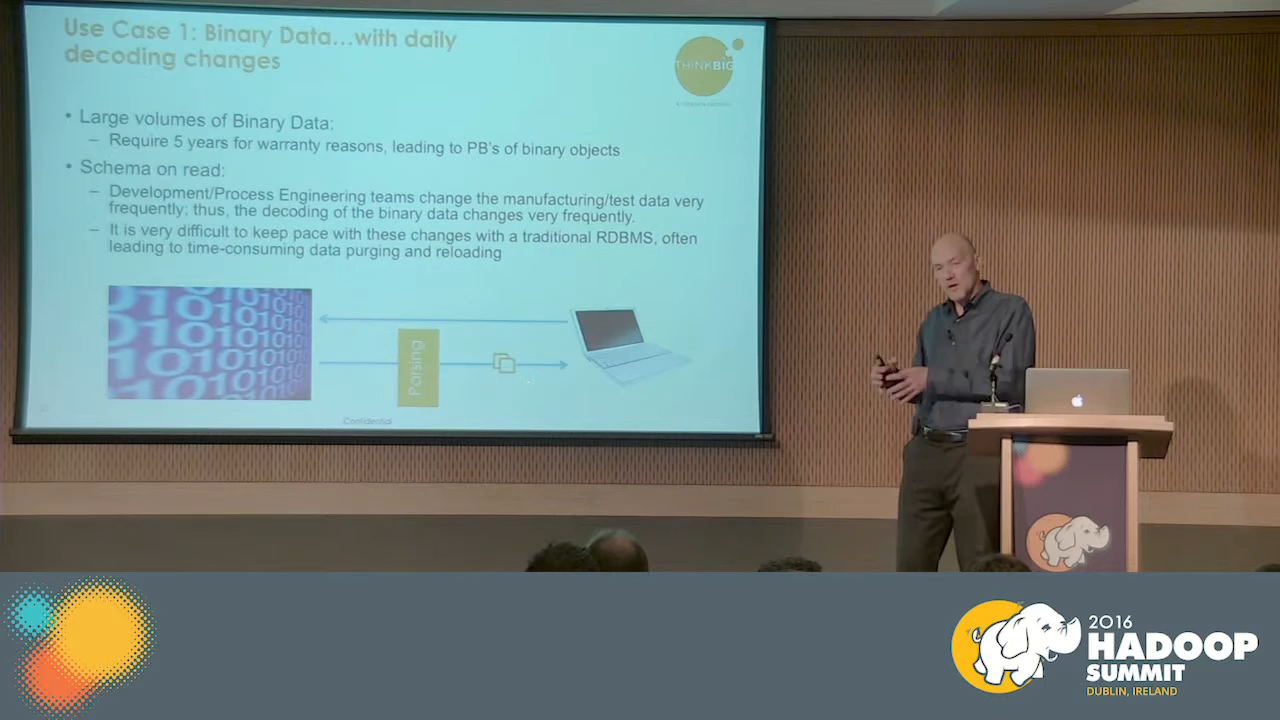 Use Case 1: Binary Data...with daily
decoding changes
THINKBIG
• Large volumes of Binary Data:
– Require 5 years for warranty reasons, leading to PB's of binary objects
• Schema on read:
– Development/Process Engineering teams change the manufacturing/test data very
frequently; thus, the decoding of the binary data changes very frequently.
– It is very difficult to keep pace with these changes with a traditional RDBMS, often
leading to time-consuming data purging and reloading
Parsing
Confidential
2016
HADOOP
SUMMIT
DUBLIN, IRELAND